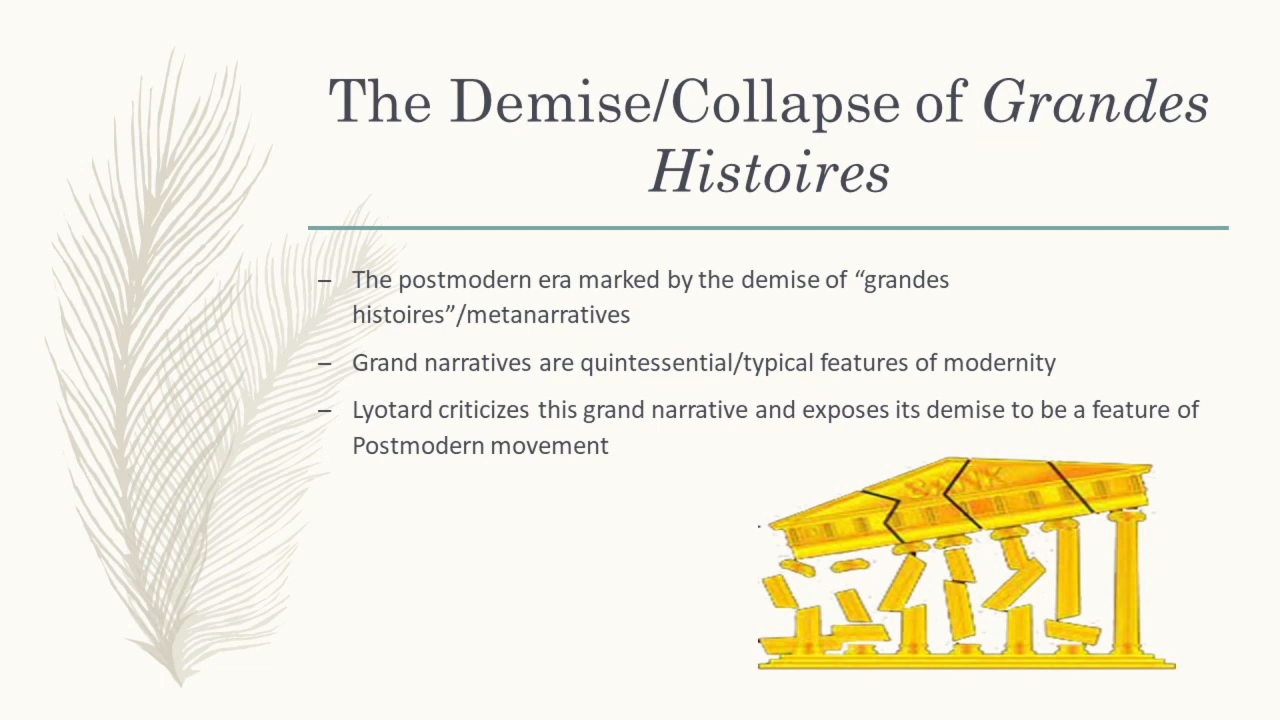 The Demise/Collapse of Grandes
Histoires
– The postmodern era marked by the demise of “grandes
histoires”/metanarratives
– Grand narratives are quintessential/typical features of modernity
– Lyotard criticizes this grand narrative and exposes its demise to be a feature of
Postmodern movement
BANK